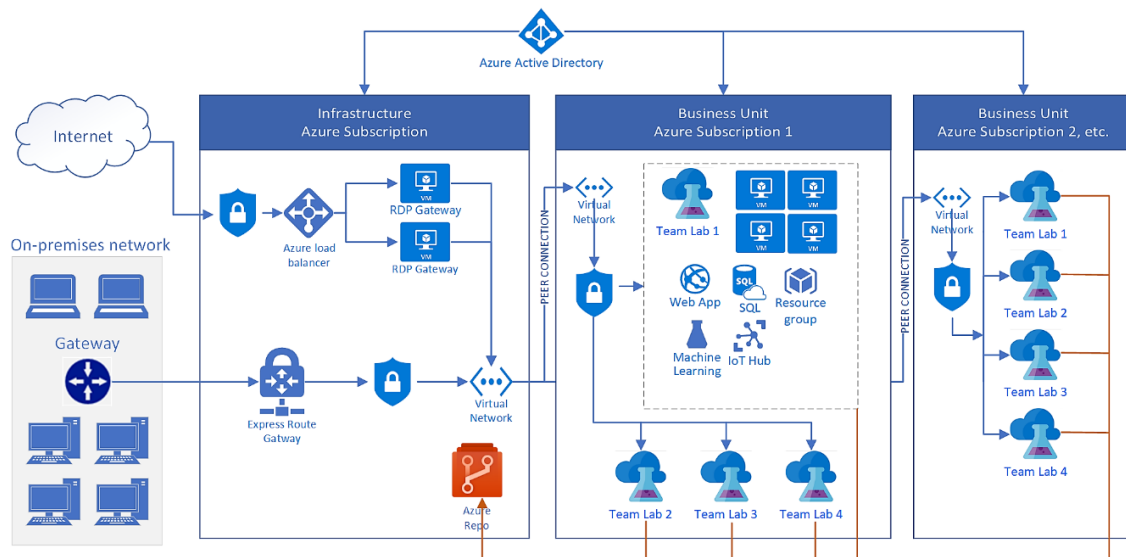 Azure Active Directory
Internet
On-premises network
Gateway
Infrastructure
Azure Subscription
Azure load
balancer
VM
RDP Gateway
VM
RDP Gateway
Express Route
Gatway
Virtual
Network
Azure
Repo
PEER CONNECTION
Business Unit
Azure Subscription 1
Virtual
Network
Team Lab 1
VM
VM
VM
VM
Web App
SQL
SQL
Resource
group
Machine
Learning
IoT Hub
Team Lab 2
Team Lab 3
Team Lab 4
PEER CONNECTION
Business Unit
Azure Subscription 2, etc.
Virtual
Network
Team Lab 1
Team Lab 2
Team Lab 3
Team Lab 4